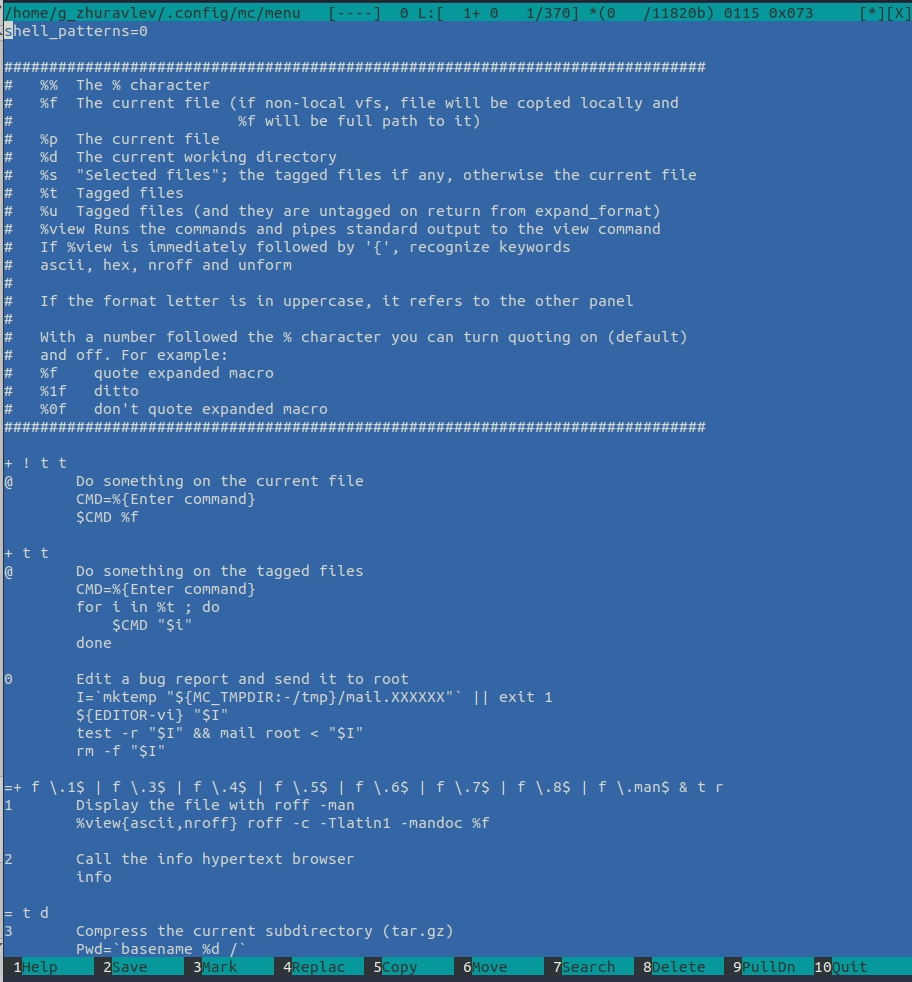 /home/g_zhuravlev/.config/mc/menu   [----]  0 L:[  1+ 0   1/370] *(0   /11820b) 0115 0x073     [*][X]
shell_patterns=0
##############################################################################
#   %%  The % character
#   %f  The current file (if non-local vfs, file will be copied locally and
#                         %f will be full path to it)
#   %p  The current file
#   %d  The current working directory
#   %s  "Selected files"; the tagged files if any, otherwise the current file
#   %t  Tagged files
#   %u  Tagged files (and they are untagged on return from expand_format)
#   %view Runs the commands and pipes standard output to the view command
#   If %view is immediately followed by '{', recognize keywords
#   ascii, hex, nroff and unform
#
#   If the format letter is in uppercase, it refers to the other panel
#
#   With a number followed the % character you can turn quoting on (default)
#   and off. For example:
#   %f    quote expanded macro
#   %1f   ditto
#   %0f   don't quote expanded macro
##############################################################################
+ ! t t
@       Do something on the current file
        CMD=%{Enter command}
        $CMD %f
+ t t
@       Do something on the tagged files
        CMD=%{Enter command}
        for i in %t ; do
            $CMD "$i"
        done
0       Edit a bug report and send it to root
        I=`mktemp "${MC_TMPDIR:-/tmp}/mail.XXXXXX"` || exit 1
        ${EDITOR-vi} "$I"
        test -r "$I" && mail root < "$I"
        rm -f "$I"
=+ f \.1$ | f \.3$ | f \.4$ | f \.5$ | f \.6$ | f \.7$ | f \.8$ | f \.man$ & t r
1       Display the file with roff -man
        %view{ascii,nroff} roff -c -Tlatin1 -mandoc %f
2       Call the info hypertext browser
        info
= t d
3       Compress the current subdirectory (tar.gz)
        Pwd=`basename %d /`
1Help   2Save   3Mark   4Replac   5Copy   6Move   7Search   8Delete   9PullDn   10Quit